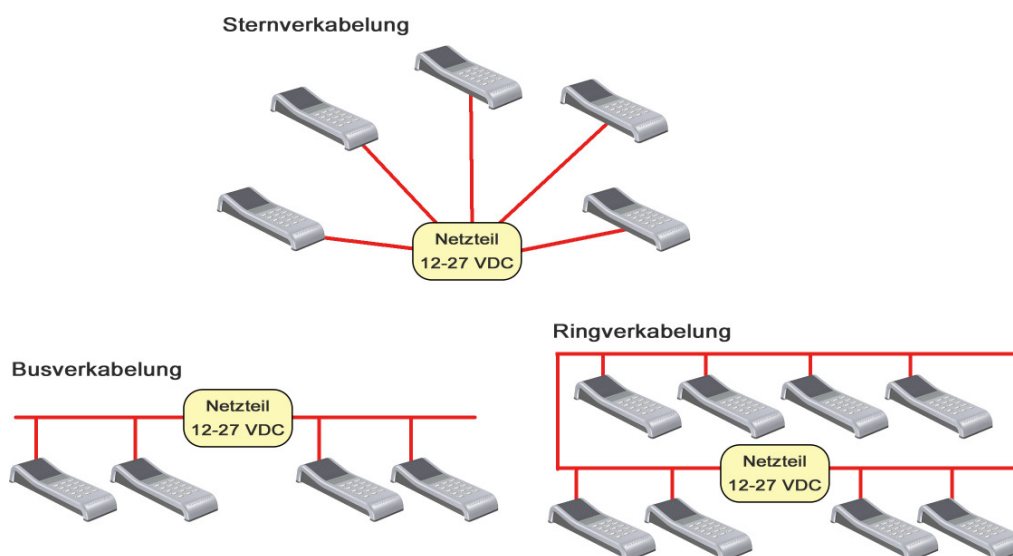 Sternverkabelung
Netzteil
12-27 VDC
Busverkabelung
Netzteil
12-27 VDC
Ringverkabelung
Netzteil
12-27 VDC